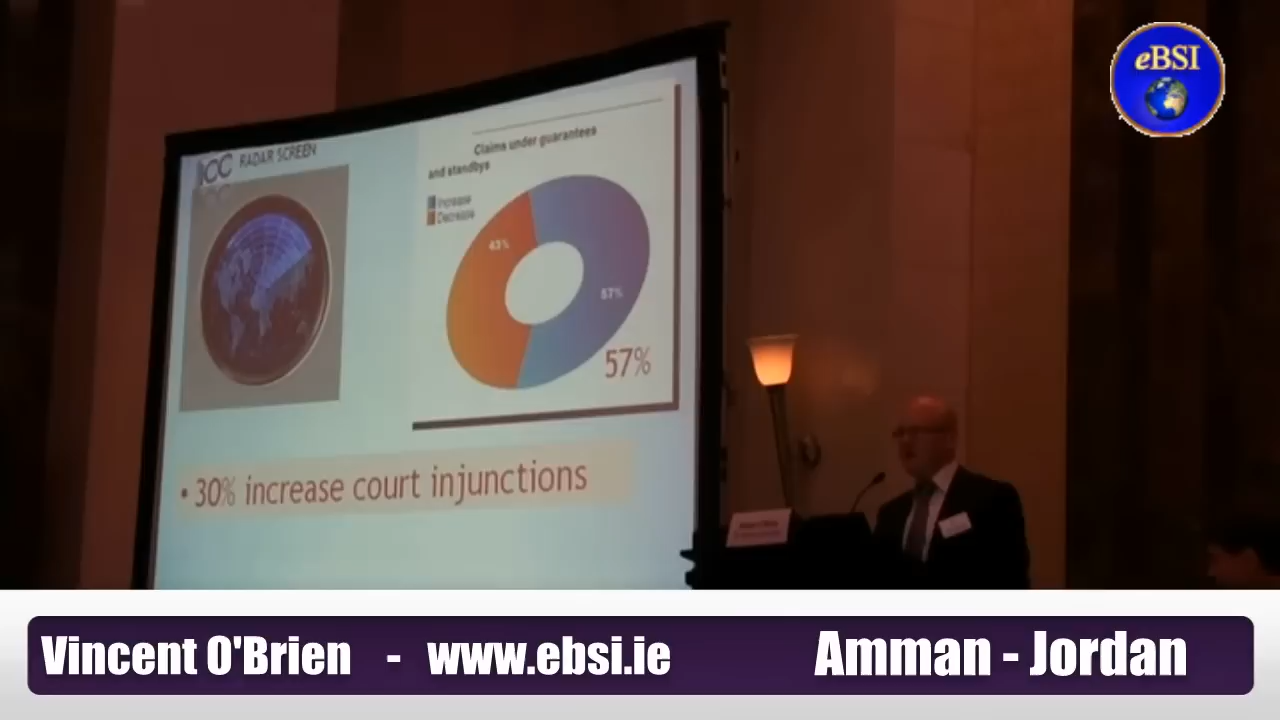 eBSI
ICC RADAR SCREEN
Claims under guarantees
and standbys
Increase
Decrease
43%
57%
57%
• 30% increase court injunctions
Vincent O'Brien - www.ebsi.ie Amman - Jordan